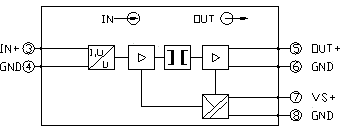 IN OUT
IN+ 3 I,U U 5 OUT+
GND 4 6 GND
7 VS+
8 GND